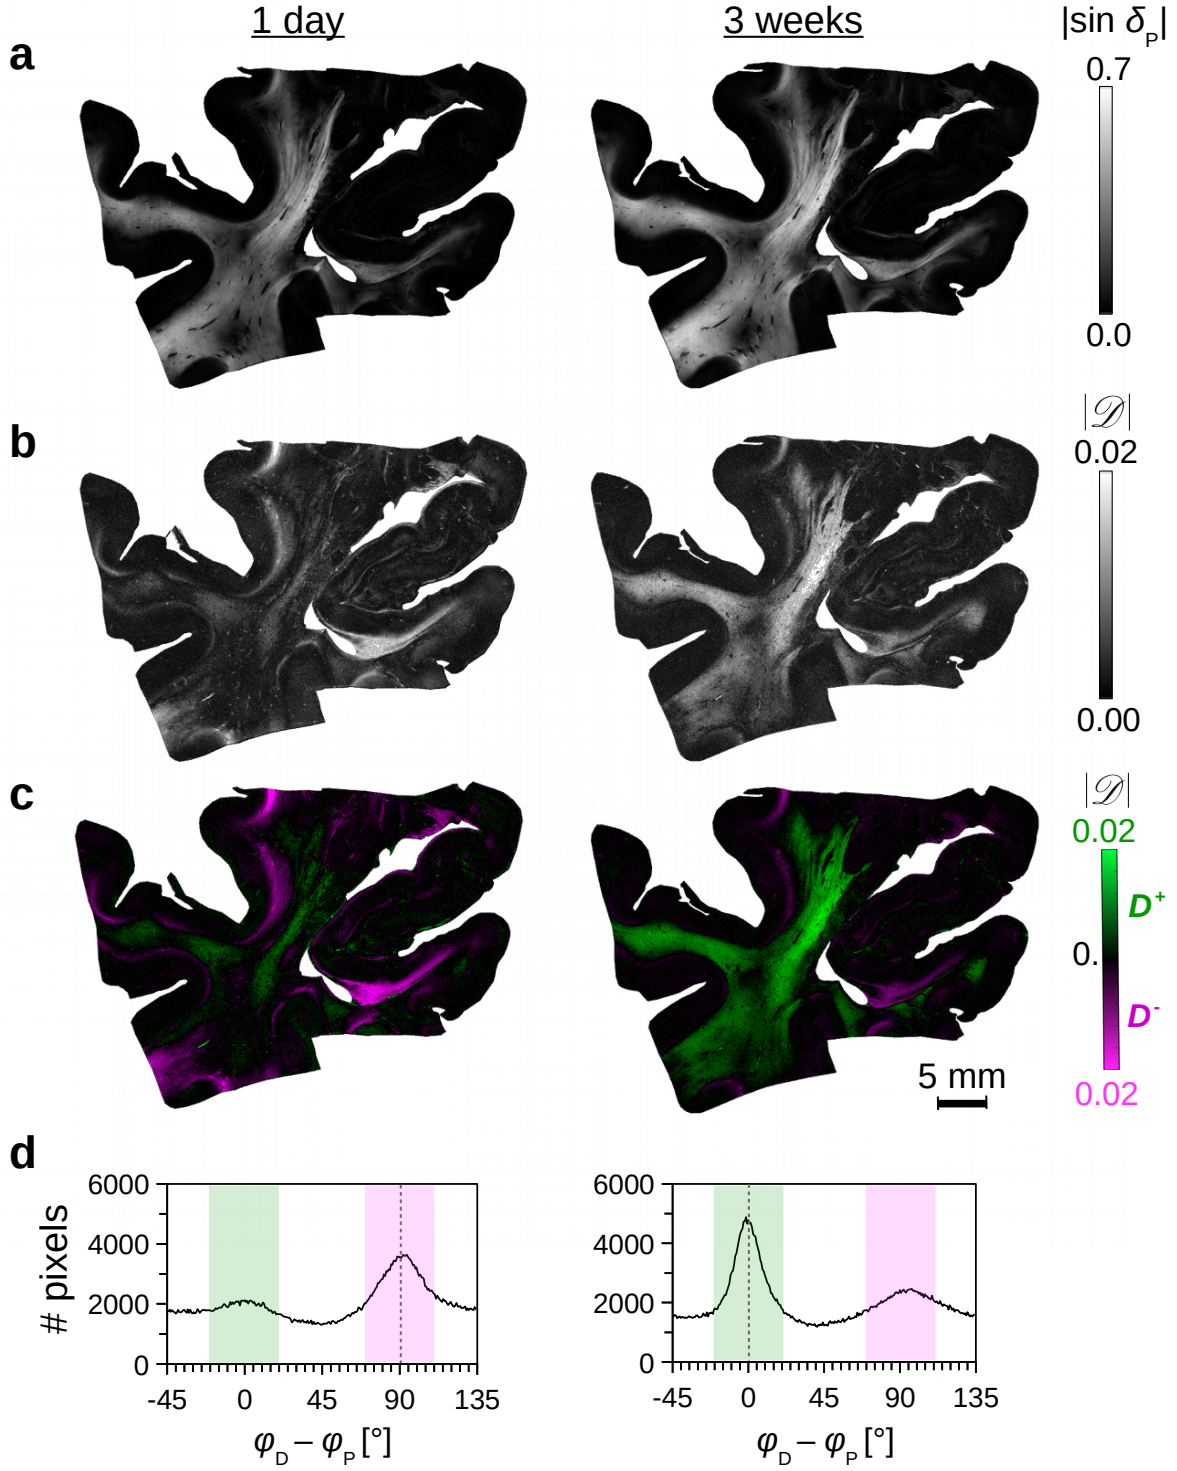 1 day
3 weeks
|sin δP|
a
0.7
0.0
|𝒟|
b
0.02
0.00
|𝒟|
c
0.02
D+
0.
D-
0.02
5 mm
d
# pixels
6000
4000
2000
0
-45
0
45
90
135
φD – φP [°]
6000
4000
2000
0
-45
0
45
90
135
φD – φP [°]